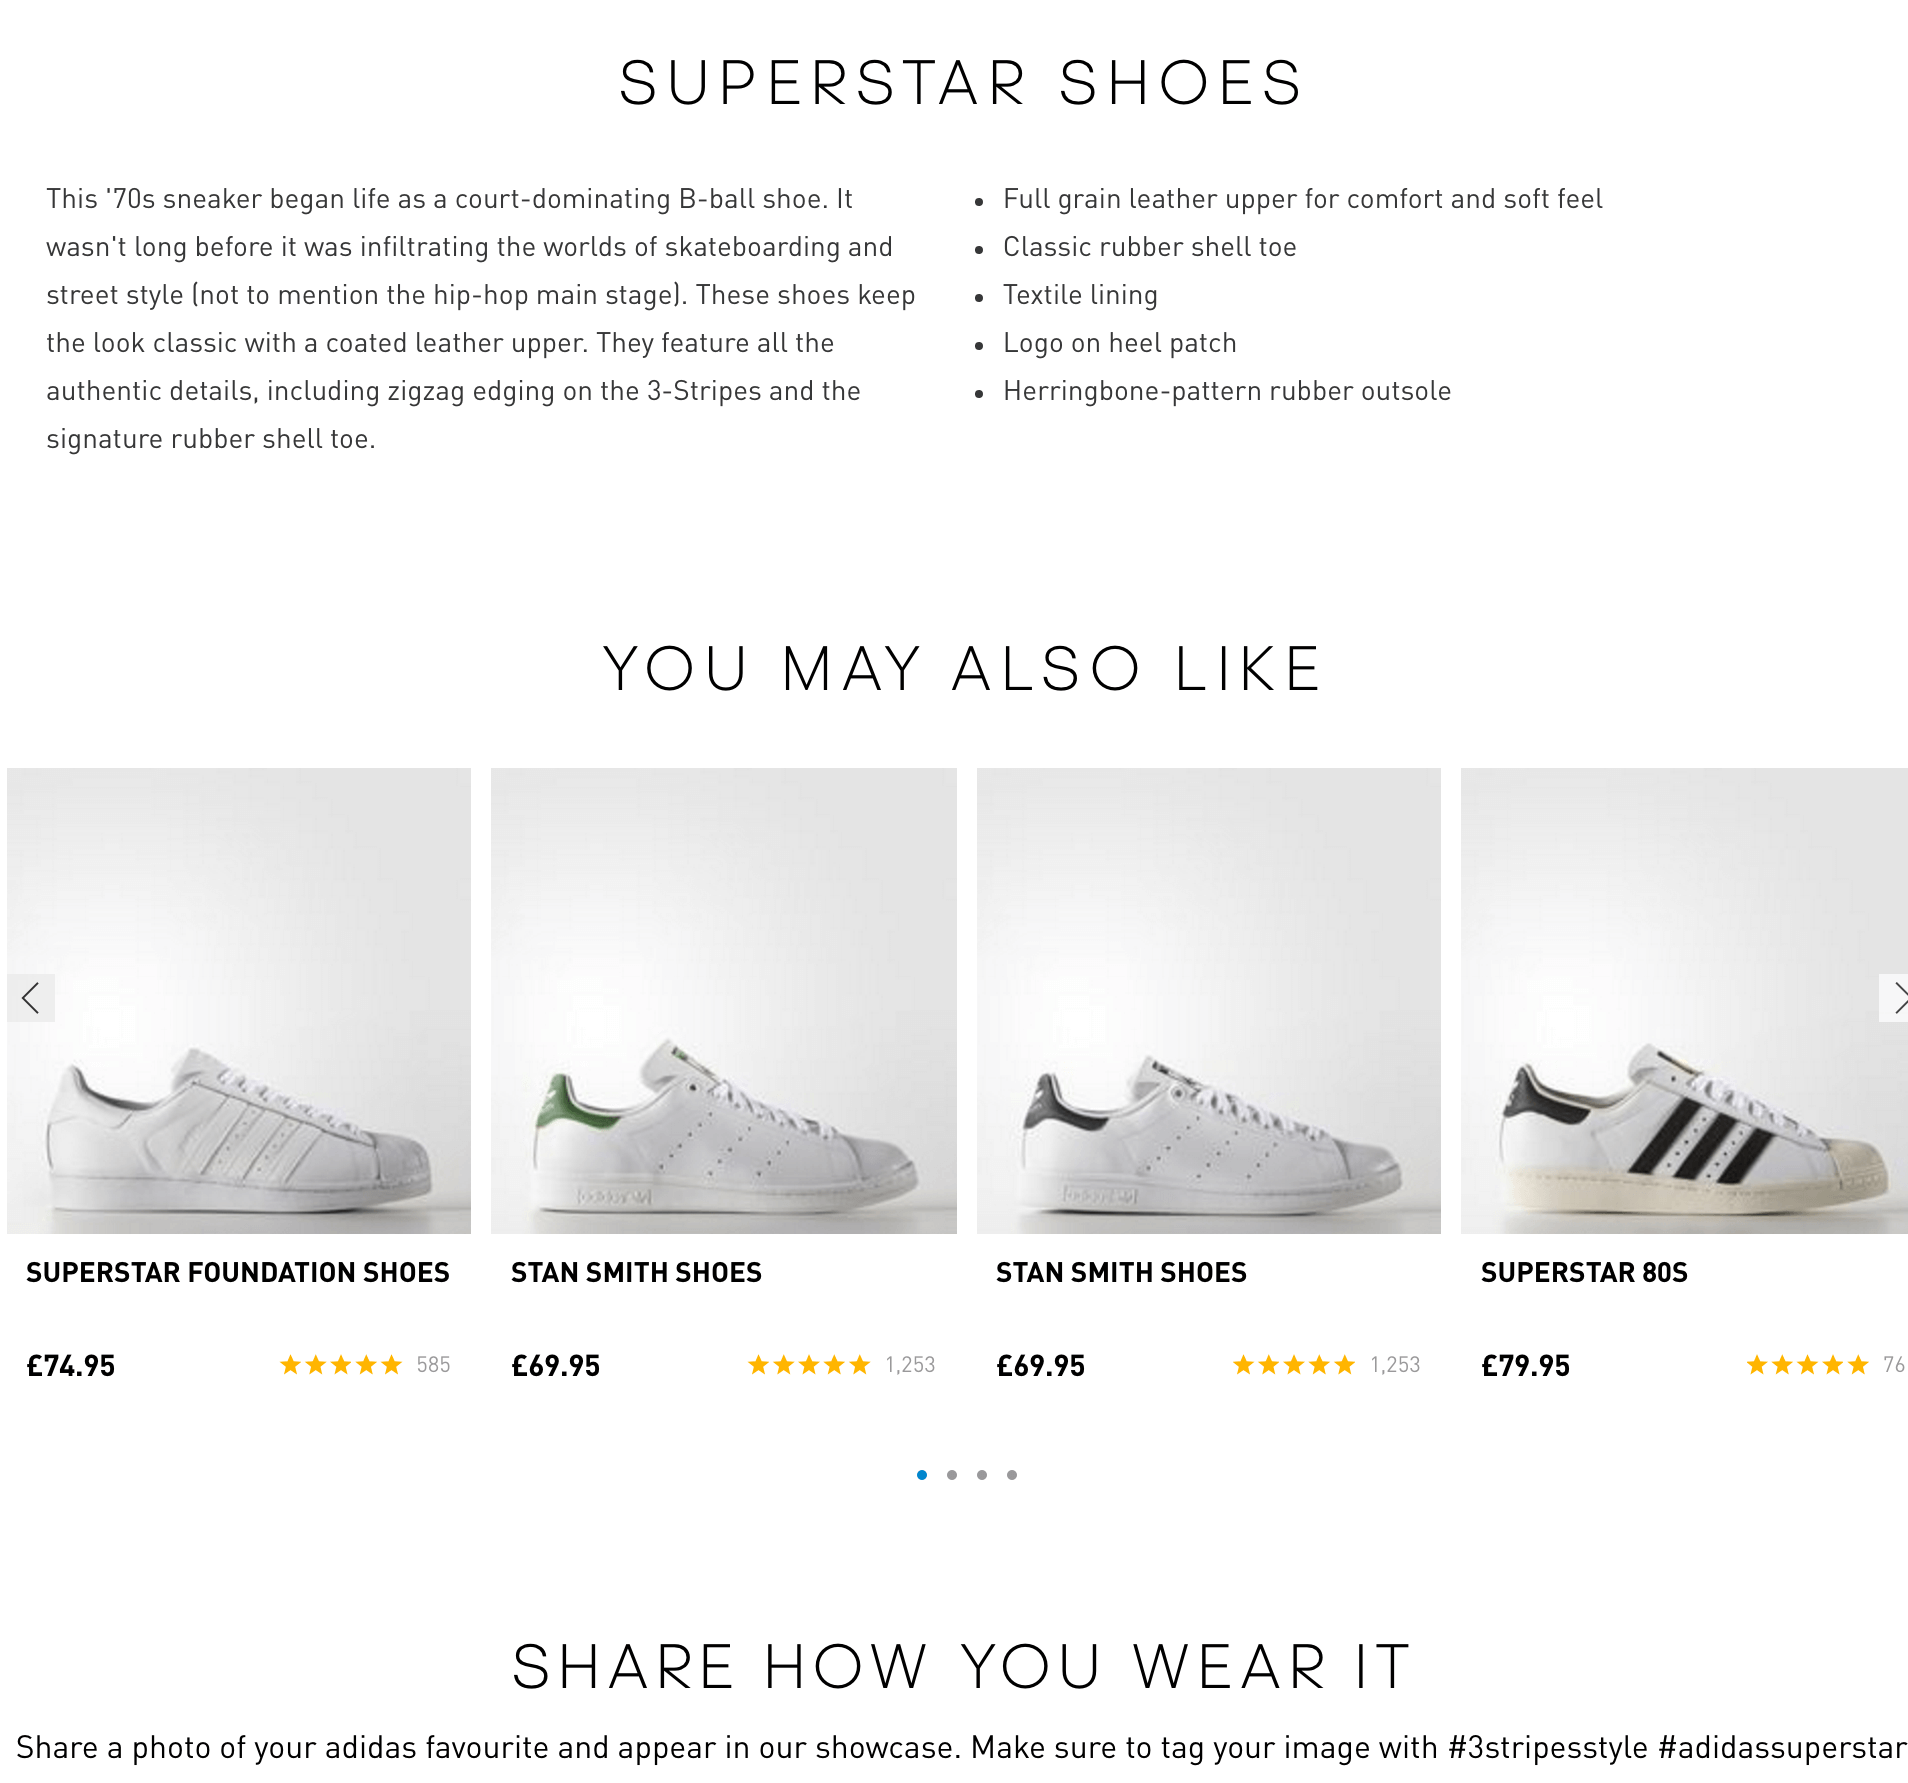 SUPERSTAR SHOES
This '70s sneaker began life as a court-dominating B-ball shoe. It
wasn't long before it was infiltrating the worlds of skateboarding and
street style (not to mention the hip-hop main stage). These shoes keep
the look classic with a coated leather upper. They feature all the
authentic details, including zigzag edging on the 3-Stripes and the
signature rubber shell toe.
• Full grain leather upper for comfort and soft feel
• Classic rubber shell toe
• Textile lining
• Logo on heel patch
• Herringbone-pattern rubber outsole
YOU MAY ALSO LIKE
SUPERSTAR FOUNDATION SHOES
£74.95 ★★★★★ 585
STAN SMITH SHOES
£69.95 ★★★★★ 1,253
STAN SMITH SHOES
£69.95 ★★★★★ 1,253
SUPERSTAR 80S
£79.95 ★★★★★ 76
SHARE HOW YOU WEAR IT
Share a photo of your adidas favourite and appear in our showcase. Make sure to tag your image with #3stripesstyle #adidassuperstar